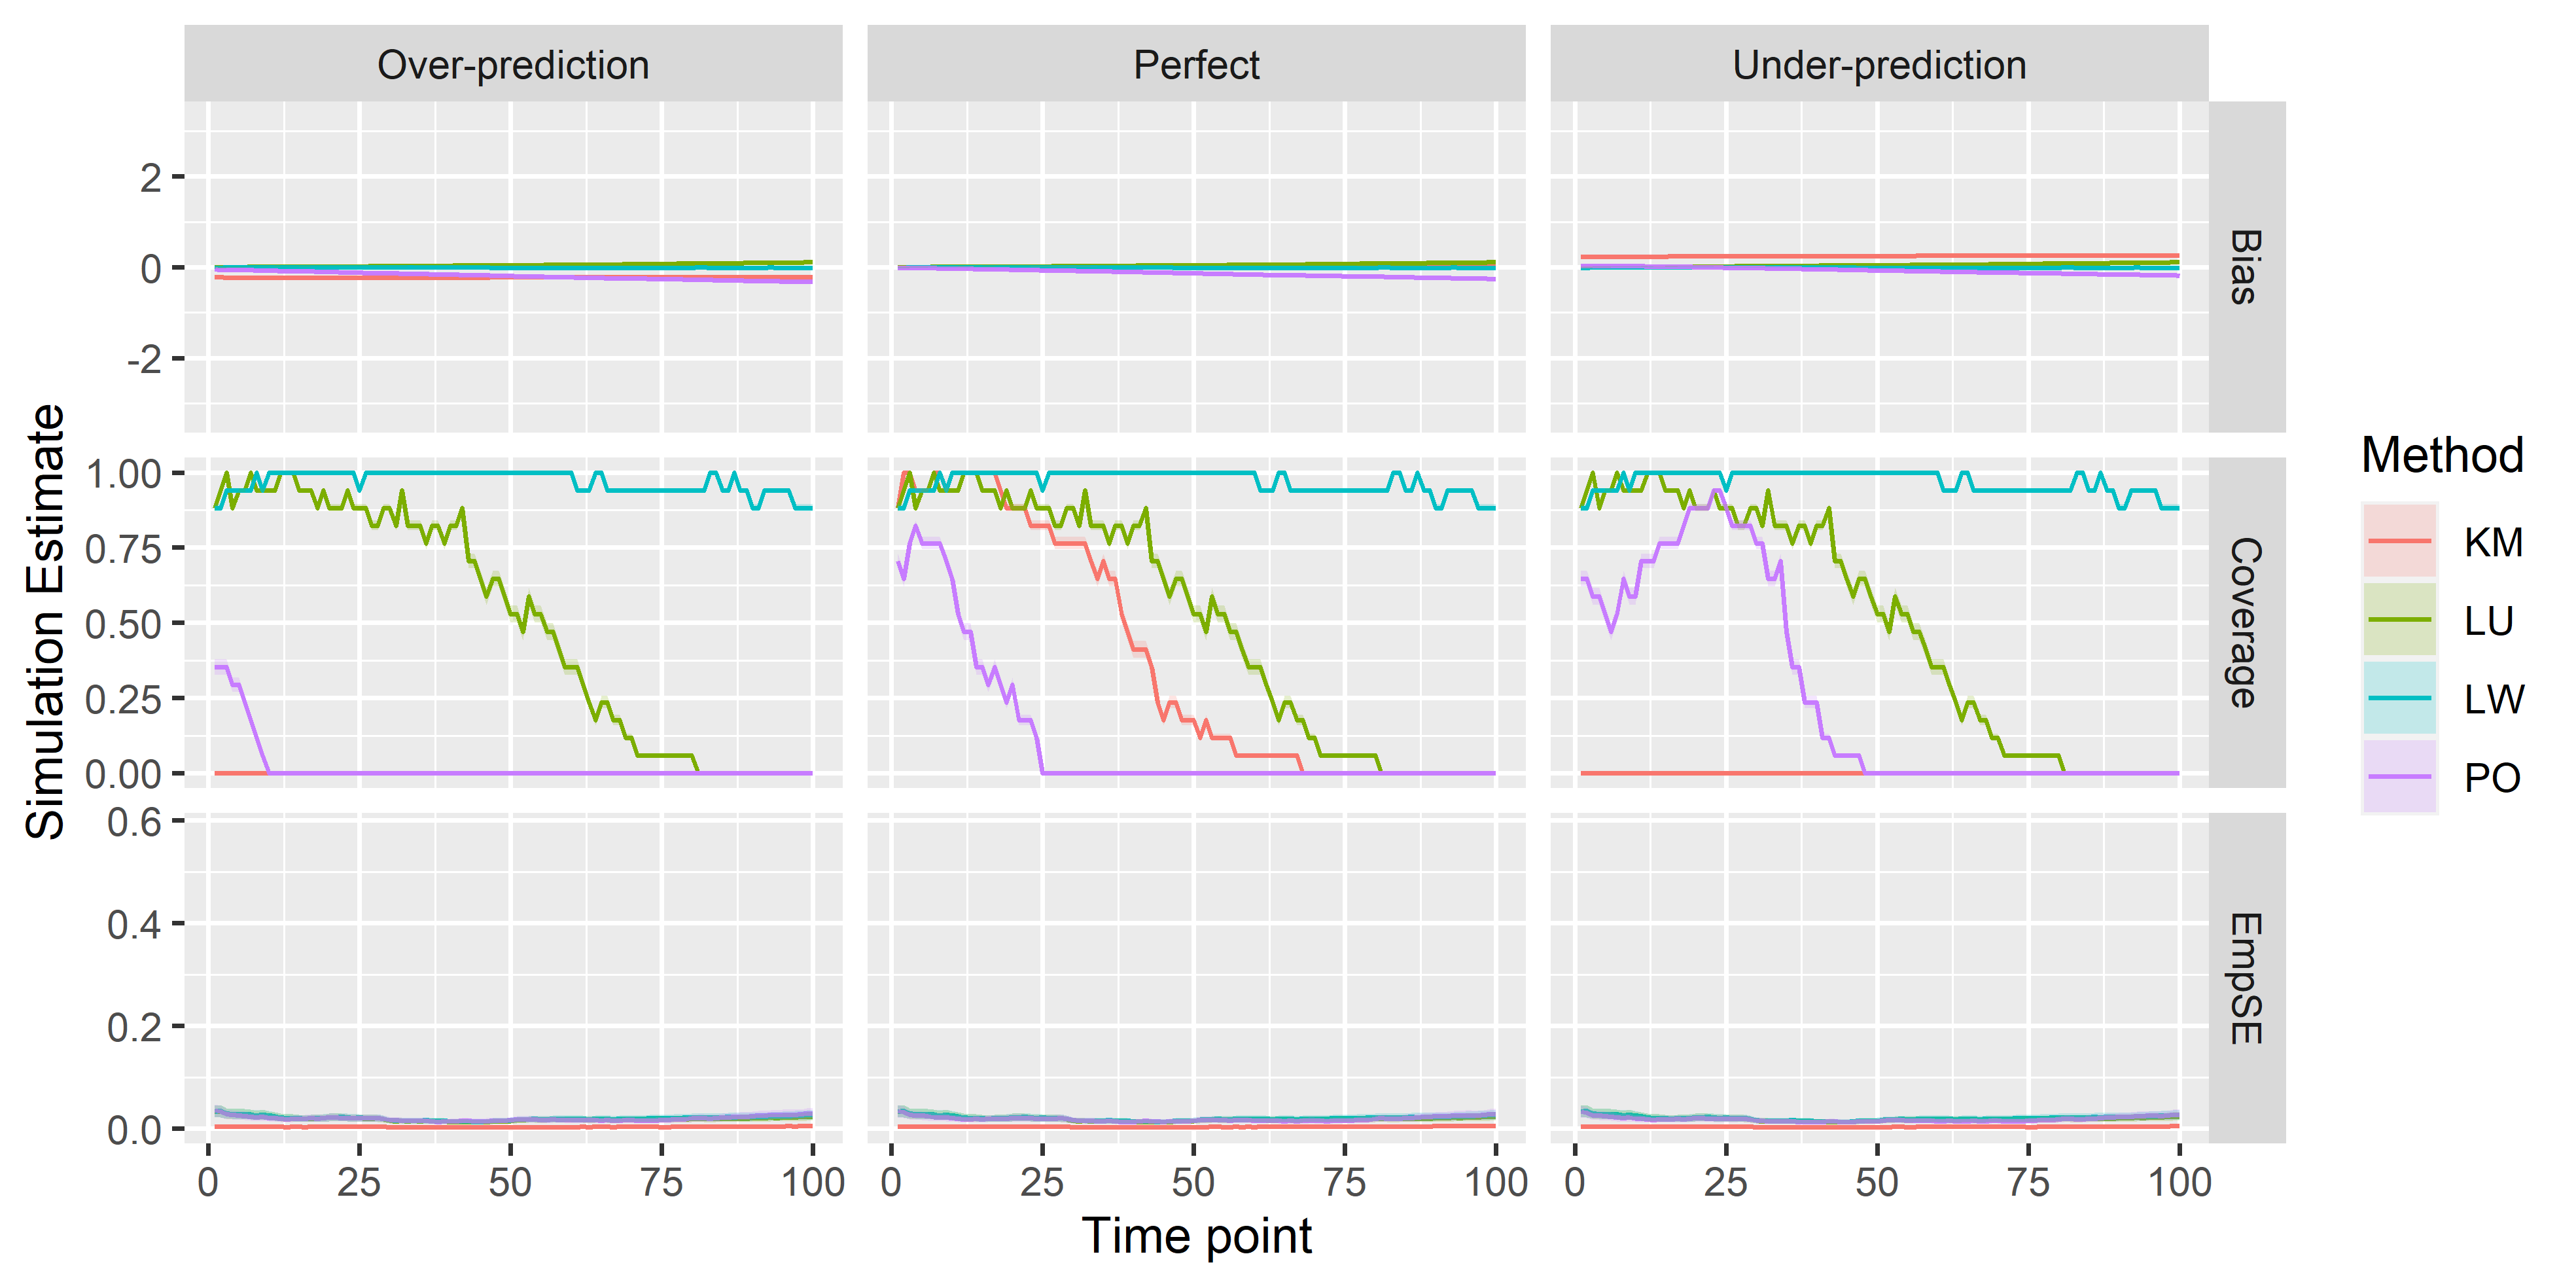 Over-prediction
Perfect
Under-prediction
2
0
-2
Bias
1.00
0.75
0.50
0.25
0.00
Coverage
0.6
0.4
0.2
0.0
EmpSE
0 25 50 75 100
0 25 50 75 100
0 25 50 75 100
Time point
Simulation Estimate
Method
KM
LU
LW
PO